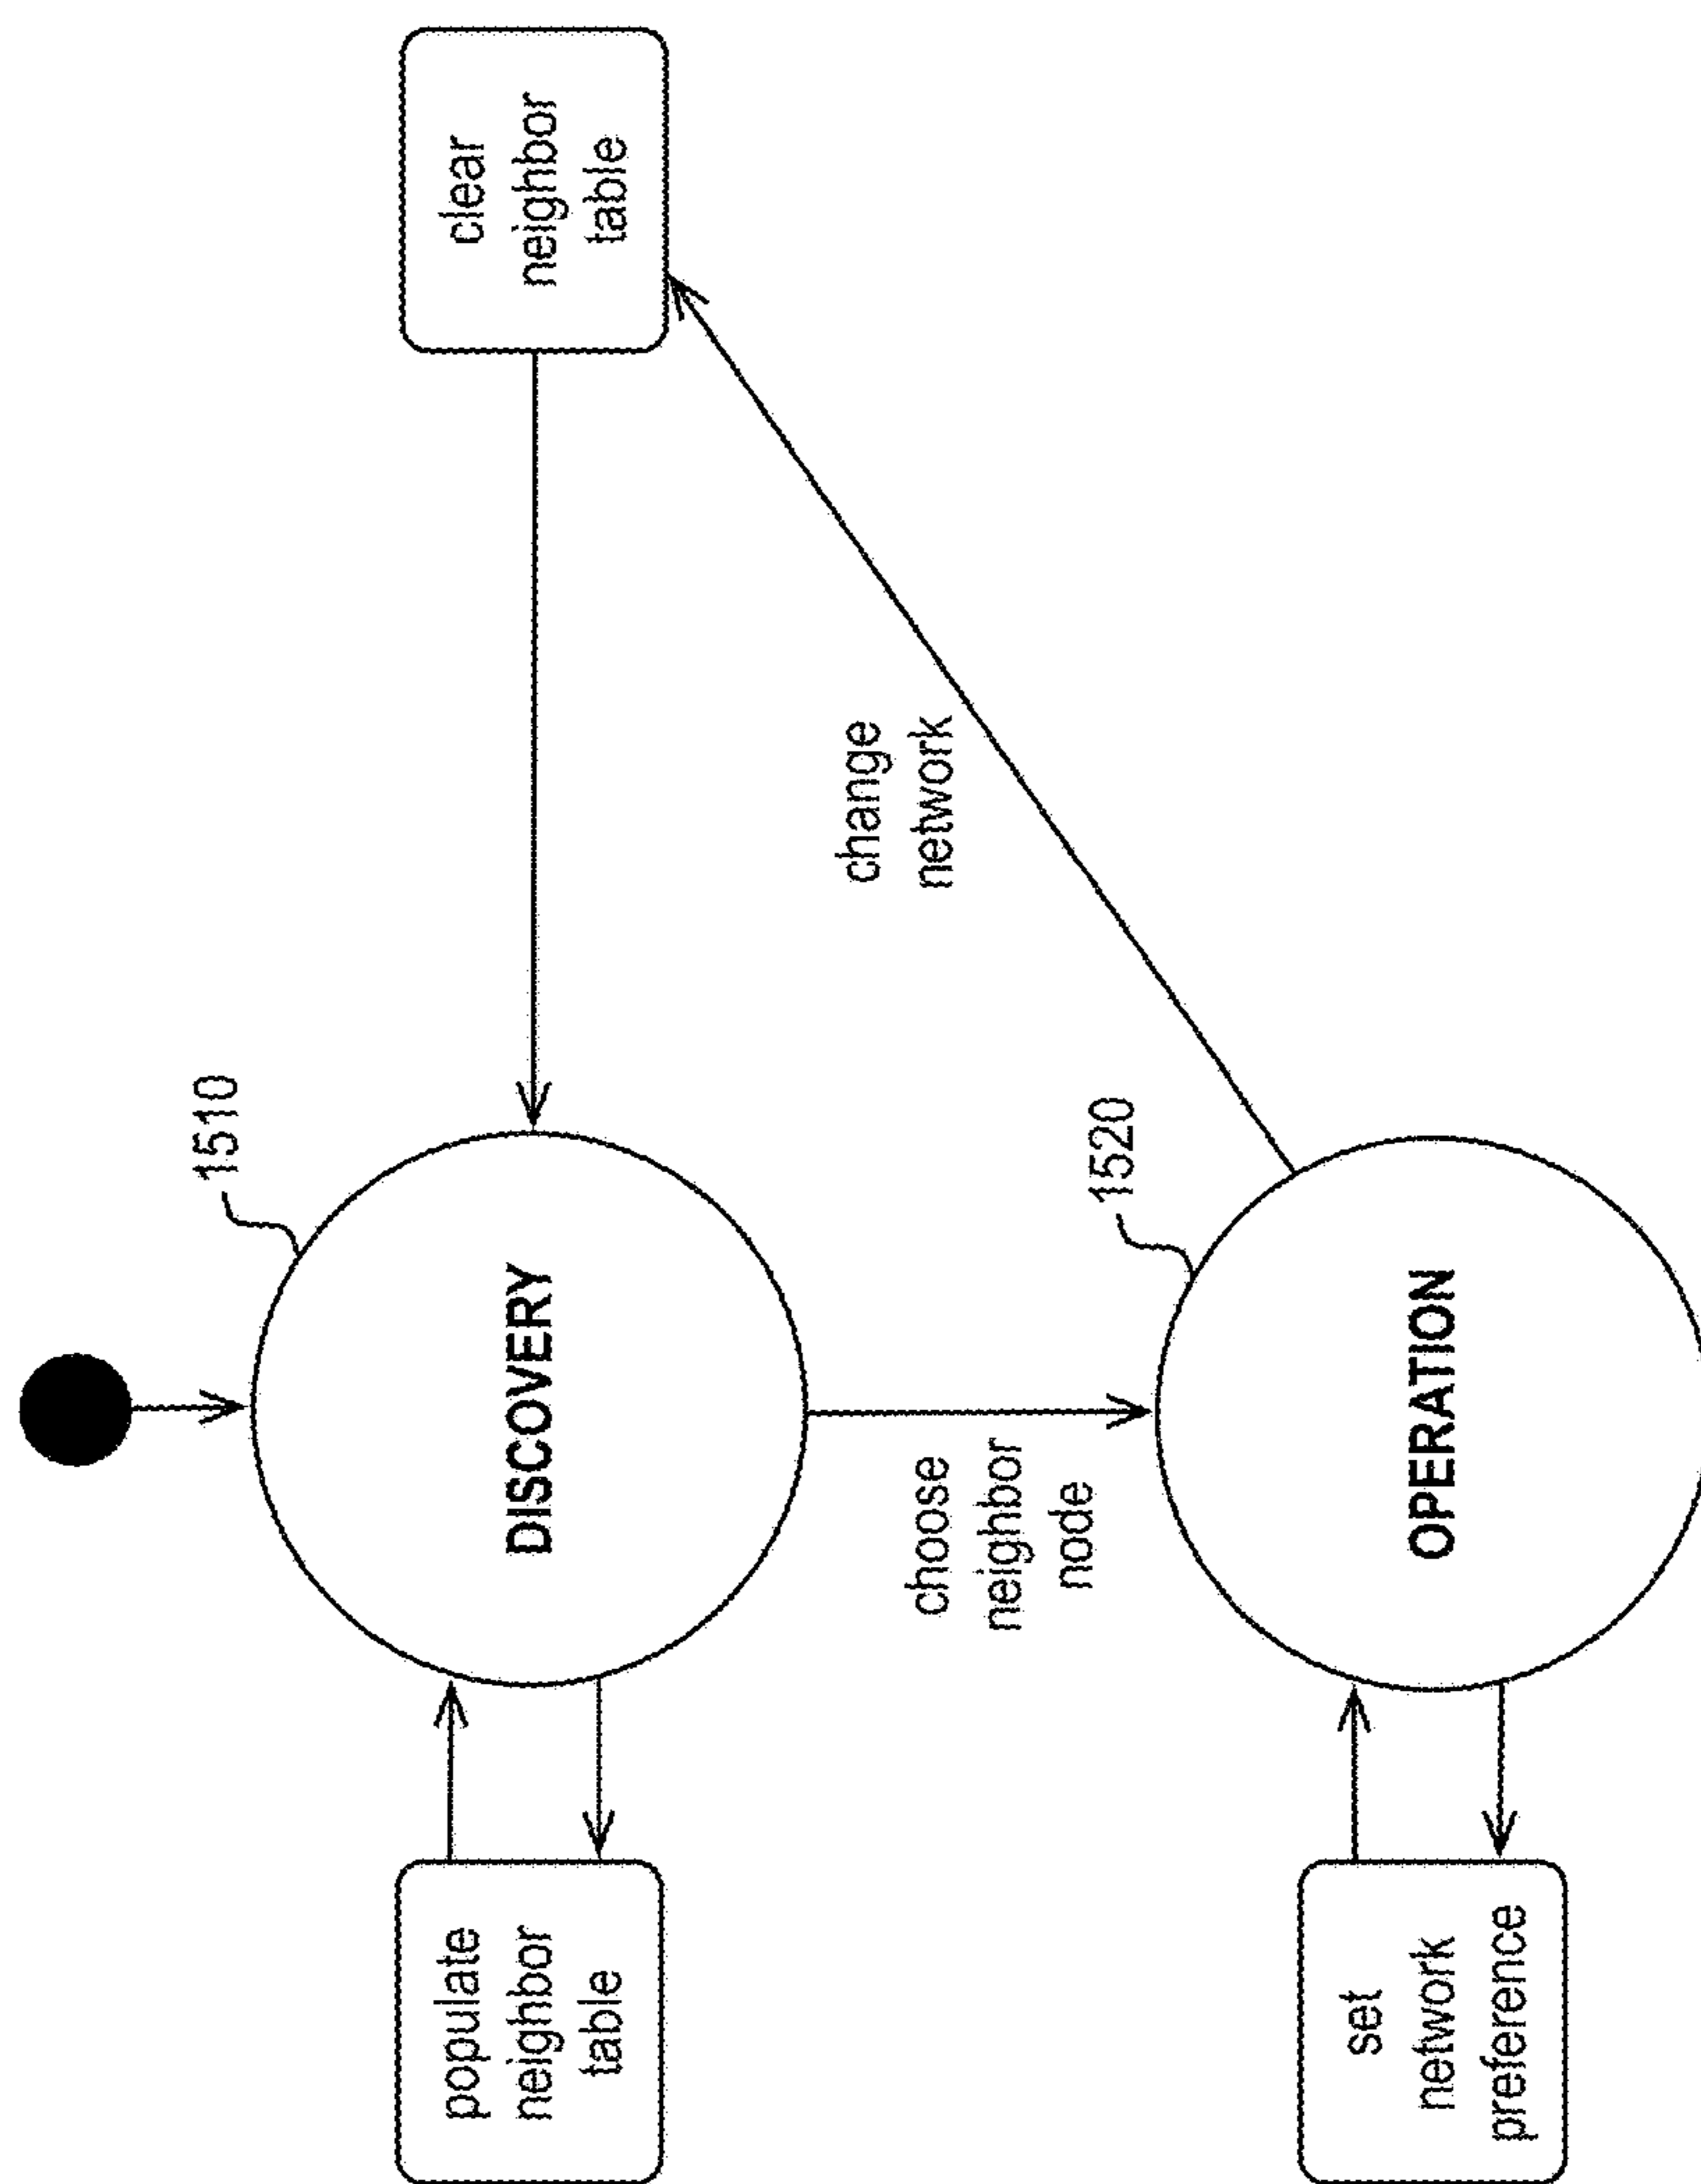 1510
DISCOVERY
populate
neighbor
table
clear
neighbor
table
choose
neighbor
node
change
network
1520
OPERATION
set
network
preference